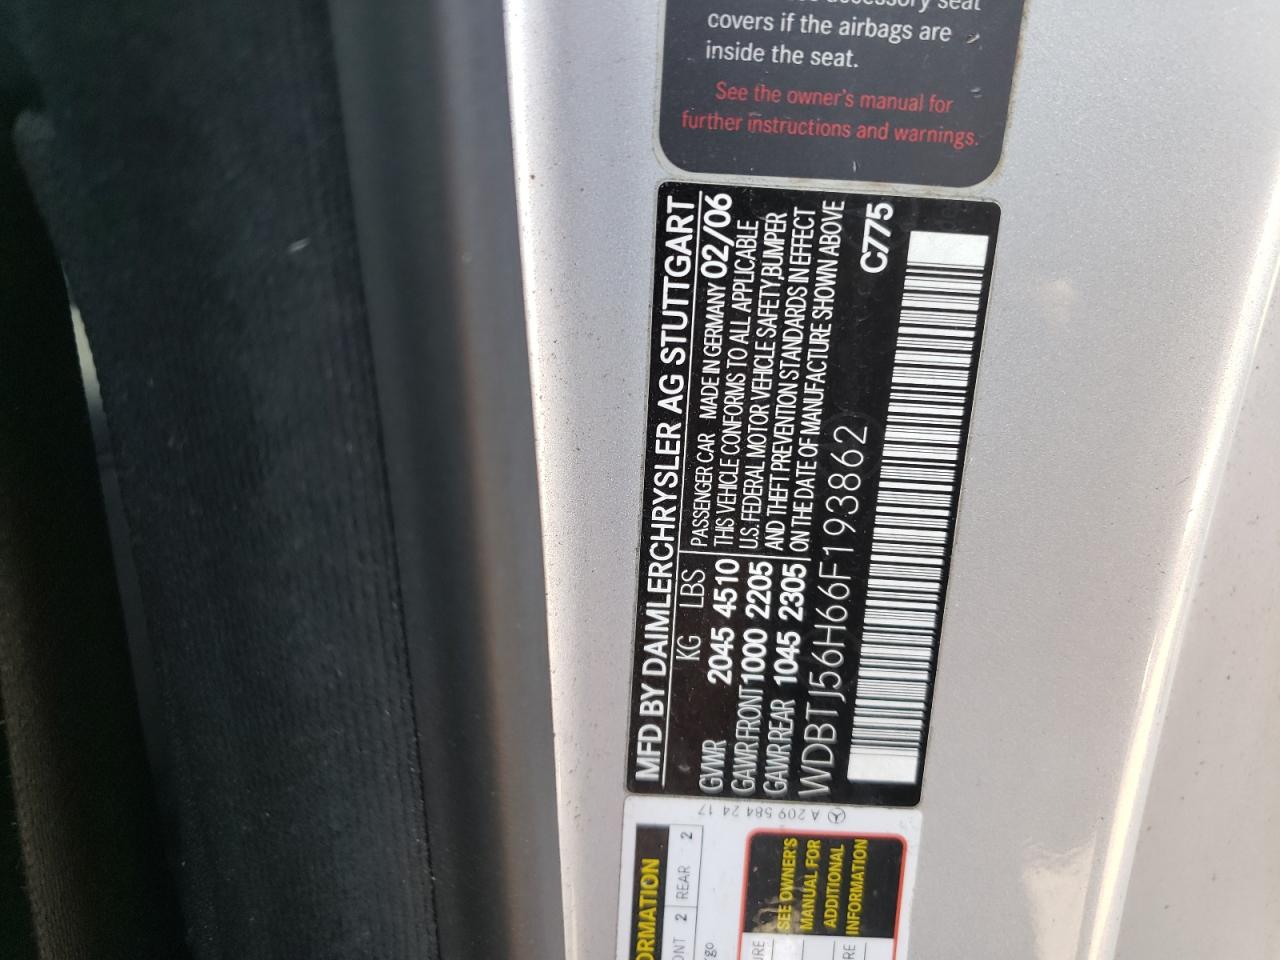 accessory seat
covers if the airbags are
inside the seat.
See the owner's manual for
further instructions and warnings.
MFD BY DAIMLERCHRYSLER AG STUTTGART
KG LBS PASSENGER CAR MADE IN GERMANY 02/06
GVWR 2045 4510 THIS VEHICLE CONFORMS TO ALL APPLICABLE
GAWR FRONT 1000 2205 U.S. FEDERAL MOTOR VEHICLE SAFETY,BUMPER
GAWR REAR 1045 2305 AND THEFT PREVENTION STANDARDS IN EFFECT
ON THE DATE OF MANUFACTURE SHOWN ABOVE
WDBTJ56H66F193862 C775
A 209 584 24 17
2 REAR 2
SEE OWNER'S
MANUAL FOR
ADDITIONAL
INFORMATION